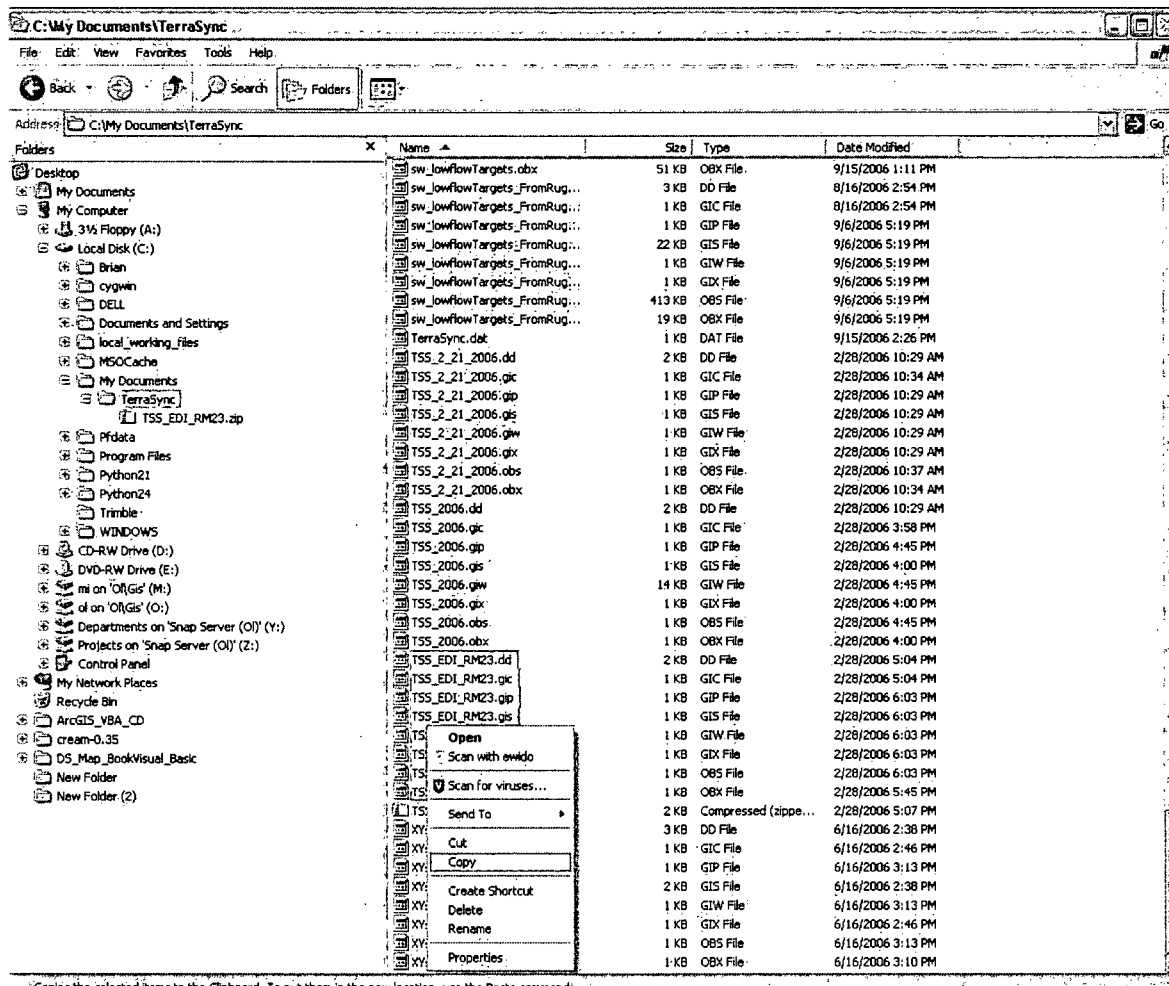 C:\My Documents\TerraSync
File Edit View Favorites Tools Help
Back Search Folders
Address C:\My Documents\TerraSync Go
Folders x
Desktop
My Documents
My Computer
3½ Floppy (A:)
Local Disk (C:)
Brian
cygwin
DELL
Documents and Settings
local_working_files
MSOCache
My Documents
TerraSync
TSS_EDI_RM23.zip
Pfdata
Program Files
Python21
Python24
Trimble
WINDOWS
CD-RW Drive (D:)
DVD-RW Drive (E:)
mi on 'Ol\Gis' (M:)
ol on 'Ol\Gis' (O:)
Departments on 'Snap Server (Ol)' (Y:)
Projects on 'Snap Server (Ol)' (Z:)
Control Panel
My Network Places
Recycle Bin
ArcGIS_VBA_CD
cream-0.35
DS_Map_BookVisual_Basic
New Folder
New Folder (2)
Name Size Type Date Modified
sw_lowflowTargets.obx 51 KB OBX File 9/15/2006 1:11 PM
sw_lowflowTargets_FromRug... 3 KB DD File 8/16/2006 2:54 PM
sw_lowflowTargets_FromRug... 1 KB GIC File 8/16/2006 2:54 PM
sw_lowflowTargets_FromRug... 1 KB GIP File 9/6/2006 5:19 PM
sw_lowflowTargets_FromRug... 22 KB GIS File 9/6/2006 5:19 PM
sw_lowflowTargets_FromRug... 1 KB GIW File 9/6/2006 5:19 PM
sw_lowflowTargets_FromRug... 1 KB GIX File 9/6/2006 5:19 PM
sw_lowflowTargets_FromRug... 413 KB OBS File 9/6/2006 5:19 PM
sw_lowflowTargets_FromRug... 19 KB OBX File 9/6/2006 5:19 PM
TerraSync.dat 1 KB DAT File 9/15/2006 2:26 PM
TSS_2_21_2006.dd 2 KB DD File 2/28/2006 10:29 AM
TSS_2_21_2006.gic 1 KB GIC File 2/28/2006 10:34 AM
TSS_2_21_2006.gip 1 KB GIP File 2/28/2006 10:29 AM
TSS_2_21_2006.gis 1 KB GIS File 2/28/2006 10:29 AM
TSS_2_21_2006.giw 1 KB GIW File 2/28/2006 10:29 AM
TSS_2_21_2006.gix 1 KB GIX File 2/28/2006 10:29 AM
TSS_2_21_2006.obs 1 KB OBS File 2/28/2006 10:37 AM
TSS_2_21_2006.obx 1 KB OBX File 2/28/2006 10:34 AM
TSS_2006.dd 2 KB DD File 2/28/2006 10:29 AM
TSS_2006.gic 1 KB GIC File 2/28/2006 3:58 PM
TSS_2006.gip 1 KB GIP File 2/28/2006 4:45 PM
TSS_2006.gis 1 KB GIS File 2/28/2006 4:00 PM
TSS_2006.giw 14 KB GIW File 2/28/2006 4:45 PM
TSS_2006.gix 1 KB GIX File 2/28/2006 4:00 PM
TSS_2006.obs 1 KB OBS File 2/28/2006 4:45 PM
TSS_2006.obx 1 KB OBX File 2/28/2006 4:00 PM
TSS_EDI_RM23.dd 2 KB DD File 2/28/2006 5:04 PM
TSS_EDI_RM23.gic 1 KB GIC File 2/28/2006 5:04 PM
TSS_EDI_RM23.gip 1 KB GIP File 2/28/2006 6:03 PM
TSS_EDI_RM23.gis 1 KB GIS File 2/28/2006 6:03 PM
TS 1 KB GIW File 2/28/2006 6:03 PM
TS 1 KB GIX File 2/28/2006 6:03 PM
TS 1 KB OBS File 2/28/2006 6:03 PM
TS 1 KB OBX File 2/28/2006 5:45 PM
TS 2 KB Compressed (zippe... 2/28/2006 5:07 PM
XY 3 KB DD File 6/16/2006 2:38 PM
XY 1 KB GIC File 6/16/2006 2:46 PM
XY 1 KB GIP File 6/16/2006 3:13 PM
XY 2 KB GIS File 6/16/2006 2:38 PM
XY 1 KB GIW File 6/16/2006 3:13 PM
XY 1 KB GIX File 6/16/2006 2:46 PM
XY 1 KB OBS File 6/16/2006 3:13 PM
XY 1 KB OBX File 6/16/2006 3:10 PM
Open
Scan with ewido
Scan for viruses...
Send To
Cut
Copy
Create Shortcut
Delete
Rename
Properties